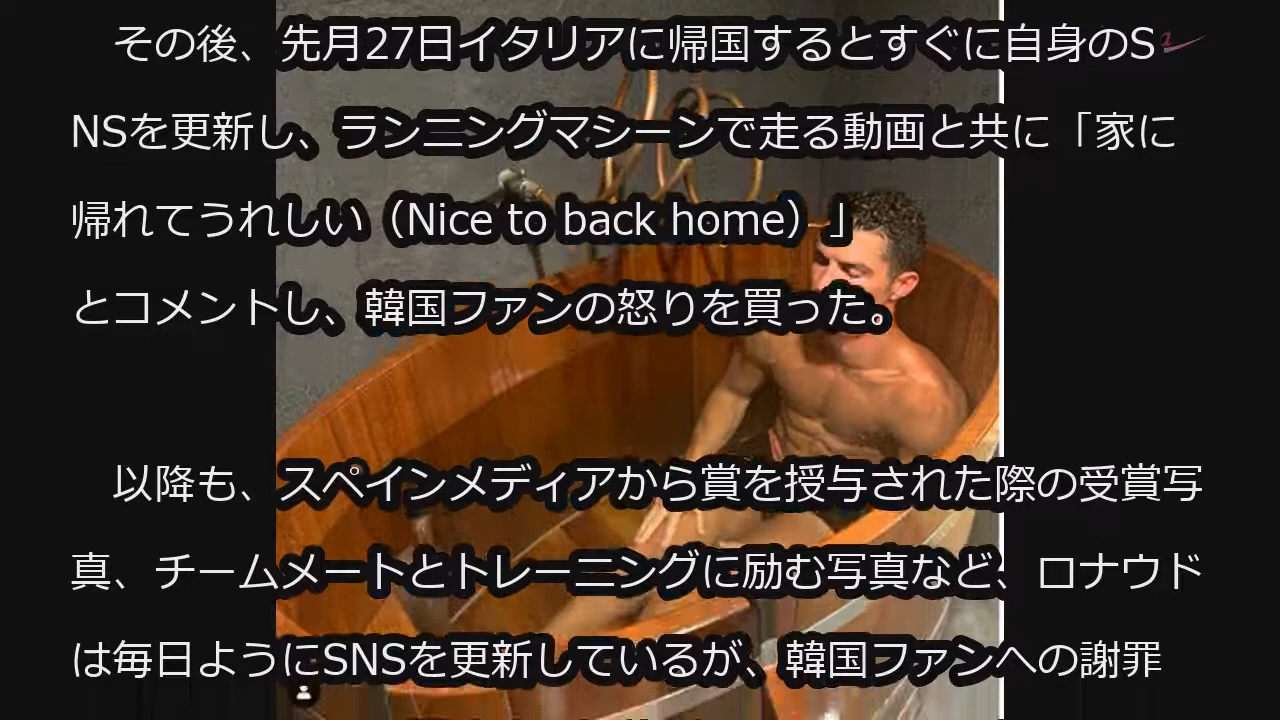 その後、先月27日イタリアに帰国するとすぐに自身のS
NSを更新し、ランニングマシーンで走る動画と共に「家に
帰れてうれしい（Nice to back home）」
とコメントし、韓国ファンの怒りを買った。
以降も、スペインメディアから賞を授与された際の受賞写
真、チームメートとトレーニングに励む写真など、ロナウド
は毎日ようにSNSを更新しているが、韓国ファンへの謝罪